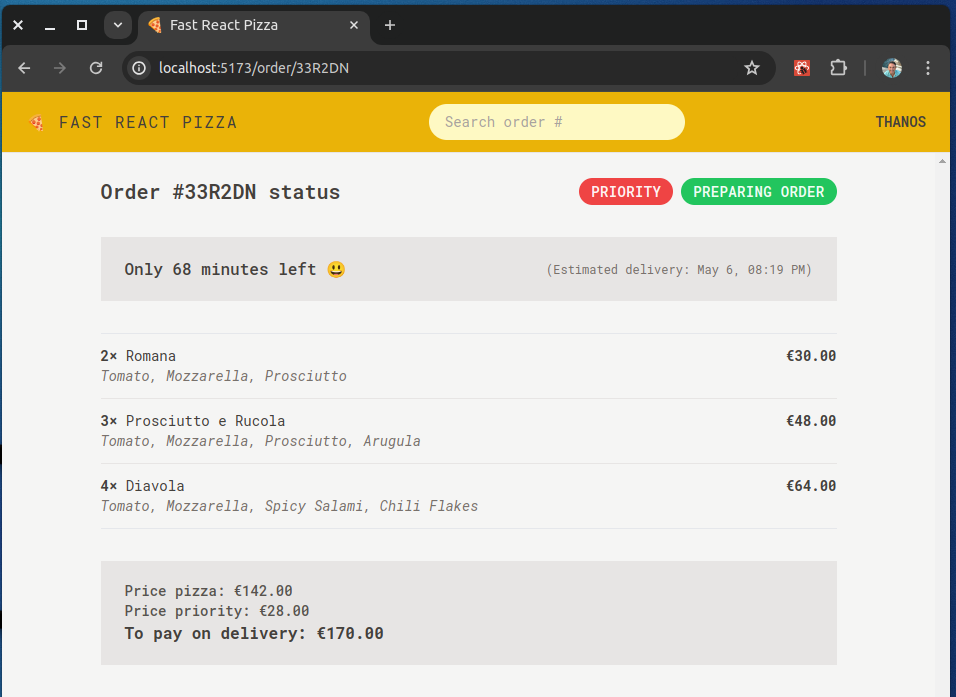 Fast React Pizza
localhost:5173/order/33R2DN
FAST REACT PIZZA
Search order #
THANOS
Order #33R2DN status
PRIORITY
PREPARING ORDER
Only 68 minutes left 😃
(Estimated delivery: May 6, 08:19 PM)
2× Romana
€30.00
Tomato, Mozzarella, Prosciutto
3× Prosciutto e Rucola
€48.00
Tomato, Mozzarella, Prosciutto, Arugula
4× Diavola
€64.00
Tomato, Mozzarella, Spicy Salami, Chili Flakes
Price pizza: €142.00
Price priority: €28.00
To pay on delivery: €170.00